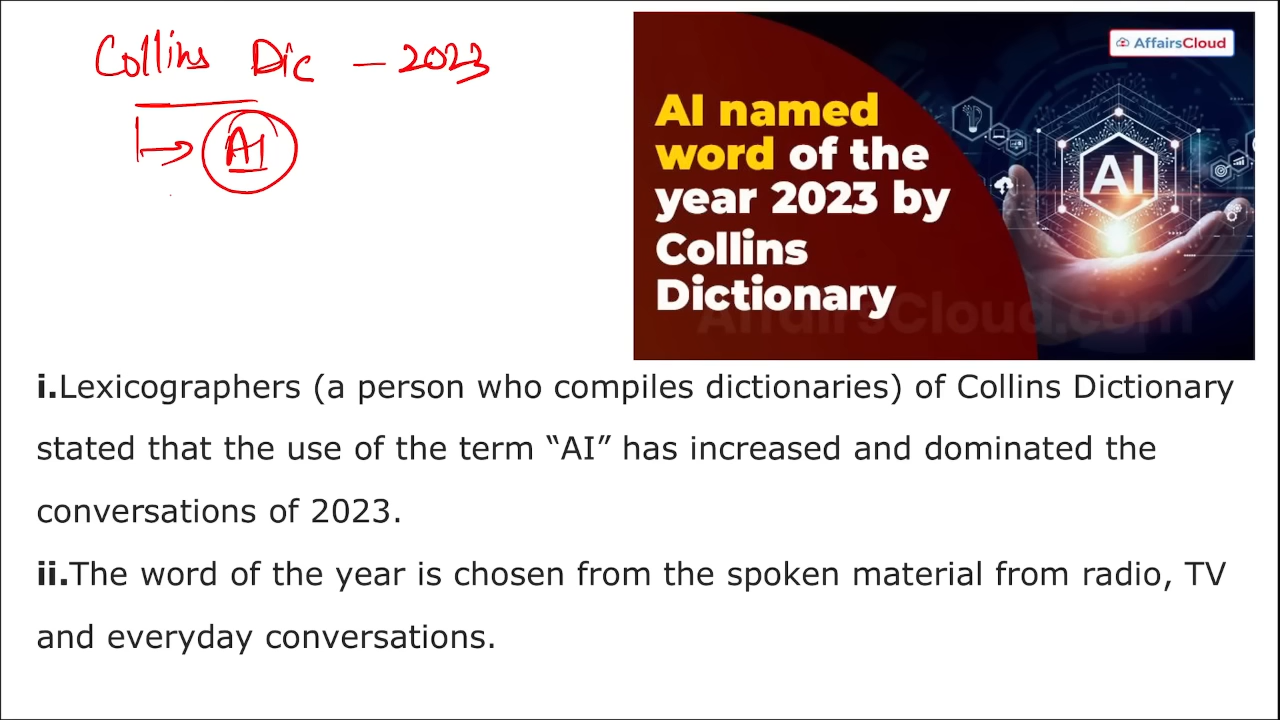 Collins Dic - 2023
AI
AffairsCloud
AI named
word of the
year 2023 by
Collins
Dictionary
AI
AffairsCloud.com
i.Lexicographers (a person who compiles dictionaries) of Collins Dictionary
stated that the use of the term “AI” has increased and dominated the
conversations of 2023.
ii.The word of the year is chosen from the spoken material from radio, TV
and everyday conversations.